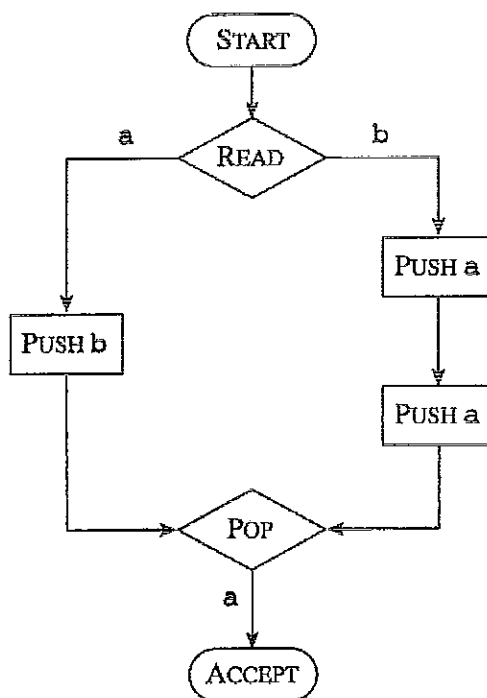 START
a
READ
b
PUSH a
PUSH b
PUSH a
POP
a
ACCEPT